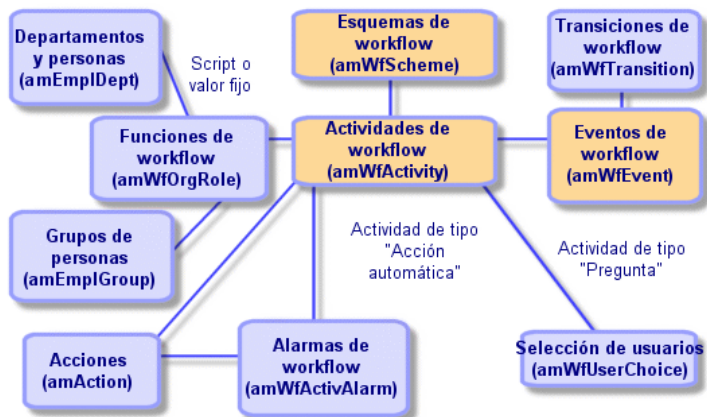 Departamentos
y personas
(amEmplDept)
Script o
valor fijo
Esquemas de
workflow
(amWfScheme)
Transiciones de
workflow
(amWfTransition)
Funciones de
workflow
(amWfOrgRole)
Actividades de
workflow
(amWfActivity)
Eventos de
workflow
(amWfEvent)
Grupos de
personas
(amEmplGroup)
Actividad de tipo
"Acción
automática"
Actividad de tipo
"Pregunta"
Acciones
(amAction)
Alarmas de
workflow
(amWfActivAlarm)
Selección de usuarios
(amWfUserChoice)